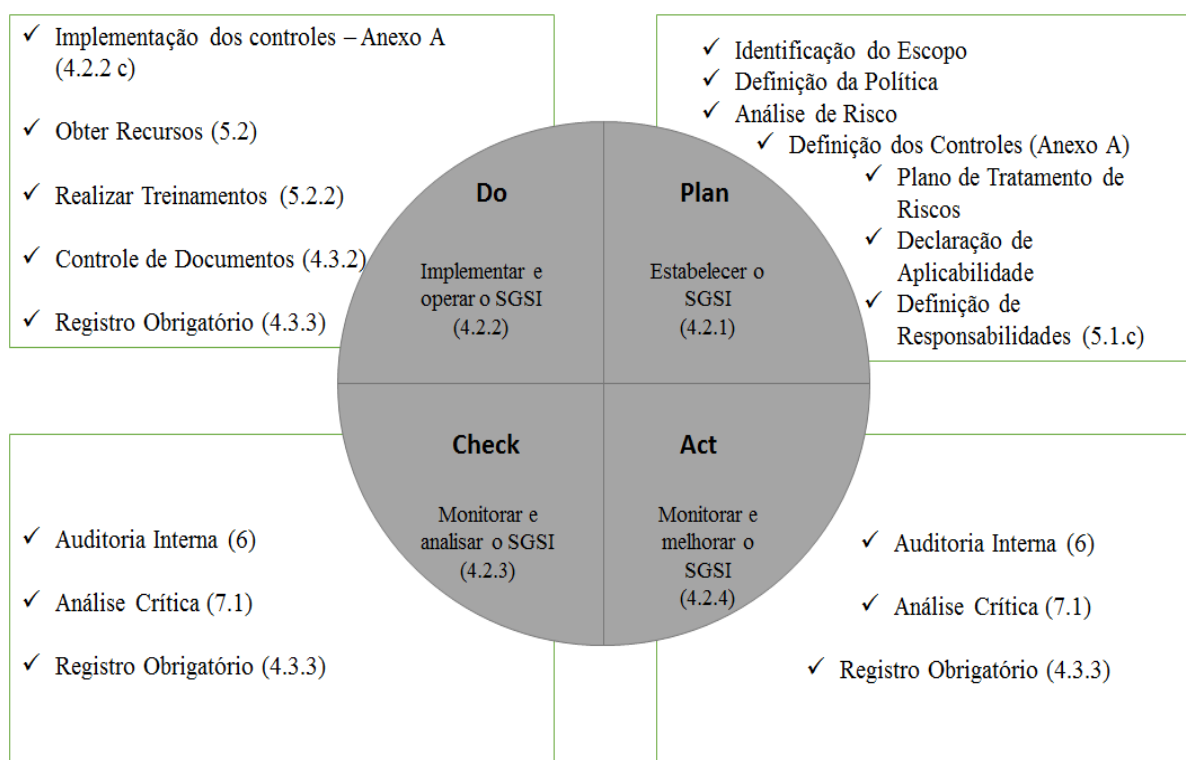 ✓ Implementação dos controles – Anexo A
(4.2.2 c)
✓ Obter Recursos (5.2)
✓ Realizar Treinamentos (5.2.2)
✓ Controle de Documentos (4.3.2)
✓ Registro Obrigatório (4.3.3)
✓ Identificação do Escopo
✓ Definição da Política
✓ Análise de Risco
✓ Definição dos Controles (Anexo A)
✓ Plano de Tratamento de
Riscos
✓ Declaração de
Aplicabilidade
✓ Definição de
Responsabilidades (5.1.c)
Do
Implementar e
operar o SGSI
(4.2.2)
Plan
Estabelecer o
SGSI
(4.2.1)
Check
Monitorar e
analisar o SGSI
(4.2.3)
Act
Monitorar e
melhorar o
SGSI
(4.2.4)
✓ Auditoria Interna (6)
✓ Análise Crítica (7.1)
✓ Registro Obrigatório (4.3.3)
✓ Auditoria Interna (6)
✓ Análise Crítica (7.1)
✓ Registro Obrigatório (4.3.3)